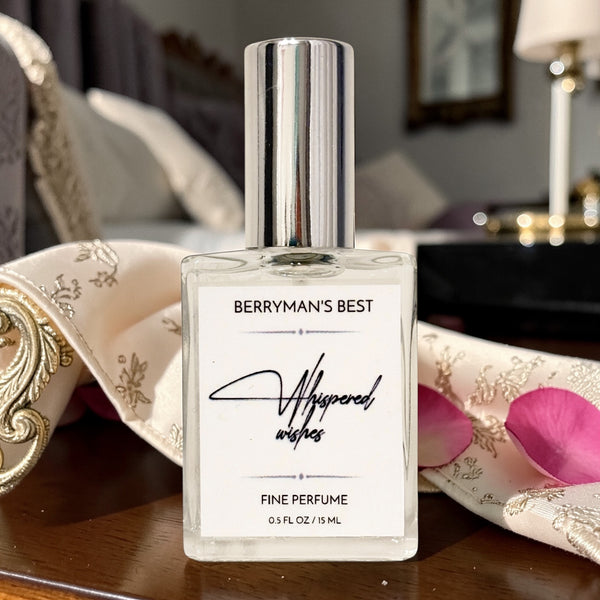 BERRYMAN'S BEST
Whispered
wishes
FINE PERFUME
0.5 FL OZ / 15 ML